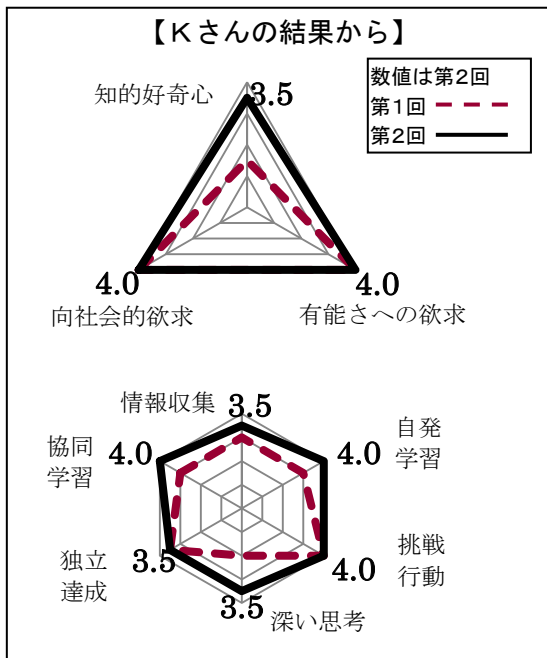 【Kさんの結果から】
数値は第2回
第1回
第2回
知的好奇心
3.5
4.0
4.0
向社会的欲求
有能さへの欲求
情報収集
3.5
協同
学習
4.0
4.0
自発
学習
独立
達成
3.5
4.0
挑戦
行動
3.5
深い思考